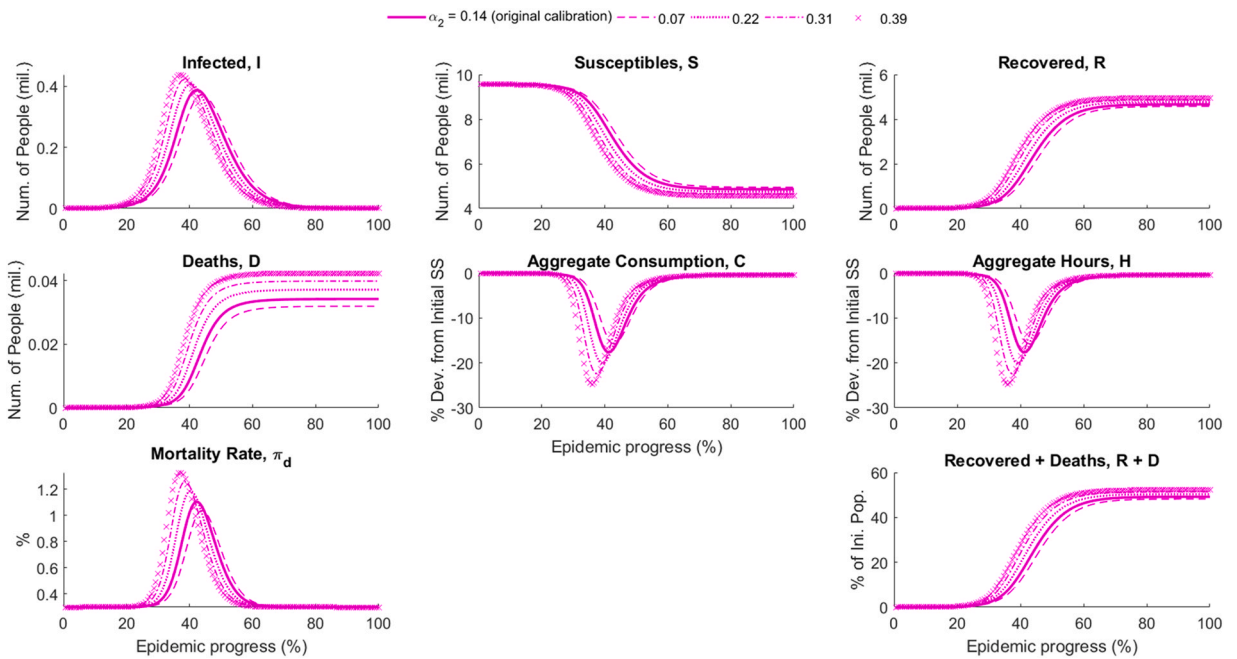 α2 = 0.14 (original calibration) 0.07 0.22 0.31 0.39
Infected, I
Num. of People (mil.)
0.4
0.2
0
0 20 40 60 80 100
Susceptibles, S
Num. of People (mil.)
10
8
6
4
0 20 40 60 80 100
Recovered, R
Num. of People (mil.)
6
4
2
0
0 20 40 60 80 100
Deaths, D
Num. of People (mil.)
0.04
0.02
0
0 20 40 60 80 100
Aggregate Consumption, C
% Dev. from Initial SS
0
-10
-20
-30
0 20 40 60 80 100
Epidemic progress (%)
Aggregate Hours, H
% Dev. from Initial SS
0
-10
-20
-30
0 20 40 60 80 100
Mortality Rate, πd
%
1.2
1
0.8
0.6
0.4
0 20 40 60 80 100
Epidemic progress (%)
Recovered + Deaths, R + D
% of Ini. Pop.
60
40
20
0
0 20 40 60 80 100
Epidemic progress (%)